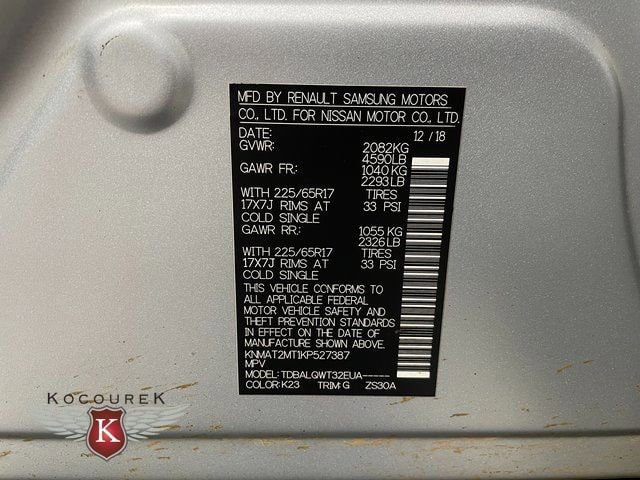 MFD BY RENAULT SAMSUNG MOTORS
CO., LTD. FOR NISSAN MOTOR CO., LTD.
DATE: 12 / 18
GVWR: 2082KG
4590LB
GAWR FR: 1040 KG
2293 LB
WITH 225/65R17 TIRES
17X7J RIMS AT 33 PSI
COLD SINGLE
GAWR RR: 1055 KG
2326 LB
WITH 225/65R17 TIRES
17X7J RIMS AT 33 PSI
COLD SINGLE
THIS VEHICLE CONFORMS TO
ALL APPLICABLE FEDERAL
MOTOR VEHICLE SAFETY AND
THEFT PREVENTION STANDARDS
IN EFFECT ON THE DATE OF
MANUFACTURE SHOWN ABOVE.
KNMAT2MT1KP527387
MPV
MODEL: TDBALQWT32EUA------
COLOR: K23 TRIM: G ZS30A
KOCOUREK
K